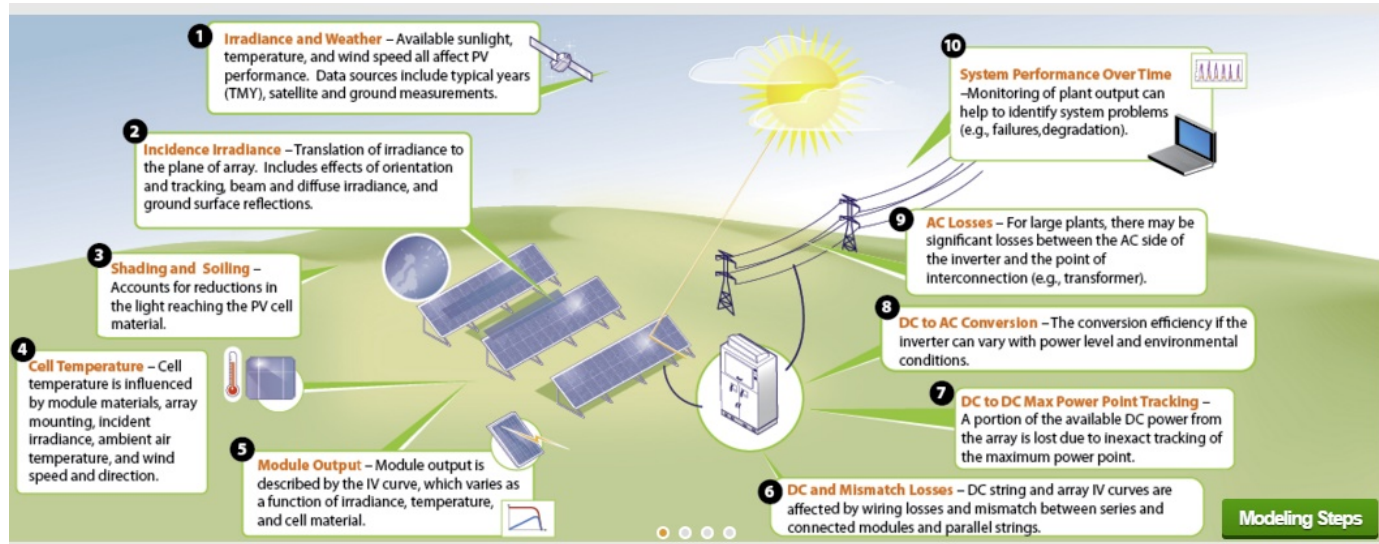 1
Irradiance and Weather – Available sunlight,
temperature, and wind speed all affect PV
performance. Data sources include typical years
(TMY), satellite and ground measurements.
2
Incidence Irradiance – Translation of irradiance to
the plane of array. Includes effects of orientation
and tracking, beam and diffuse irradiance, and
ground surface reflections.
3
Shading and Soiling –
Accounts for reductions in
the light reaching the PV cell
material.
4
Cell Temperature – Cell
temperature is influenced
by module materials, array
mounting, incident
irradiance, ambient air
temperature, and wind
speed and direction.
5
Module Output – Module output is
described by the IV curve, which varies as
a function of irradiance, temperature,
and cell material.
6
DC and Mismatch Losses – DC string and array IV curves are
affected by wiring losses and mismatch between series and
connected modules and parallel strings.
7
DC to DC Max Power Point Tracking –
A portion of the available DC power from
the array is lost due to inexact tracking of
the maximum power point.
8
DC to AC Conversion – The conversion efficiency if the
inverter can vary with power level and environmental
conditions.
9
AC Losses – For large plants, there may be
significant losses between the AC side of
the inverter and the point of
interconnection (e.g., transformer).
10
System Performance Over Time
–Monitoring of plant output can
help to identify system problems
(e.g., failures,degradation).
Modeling Steps